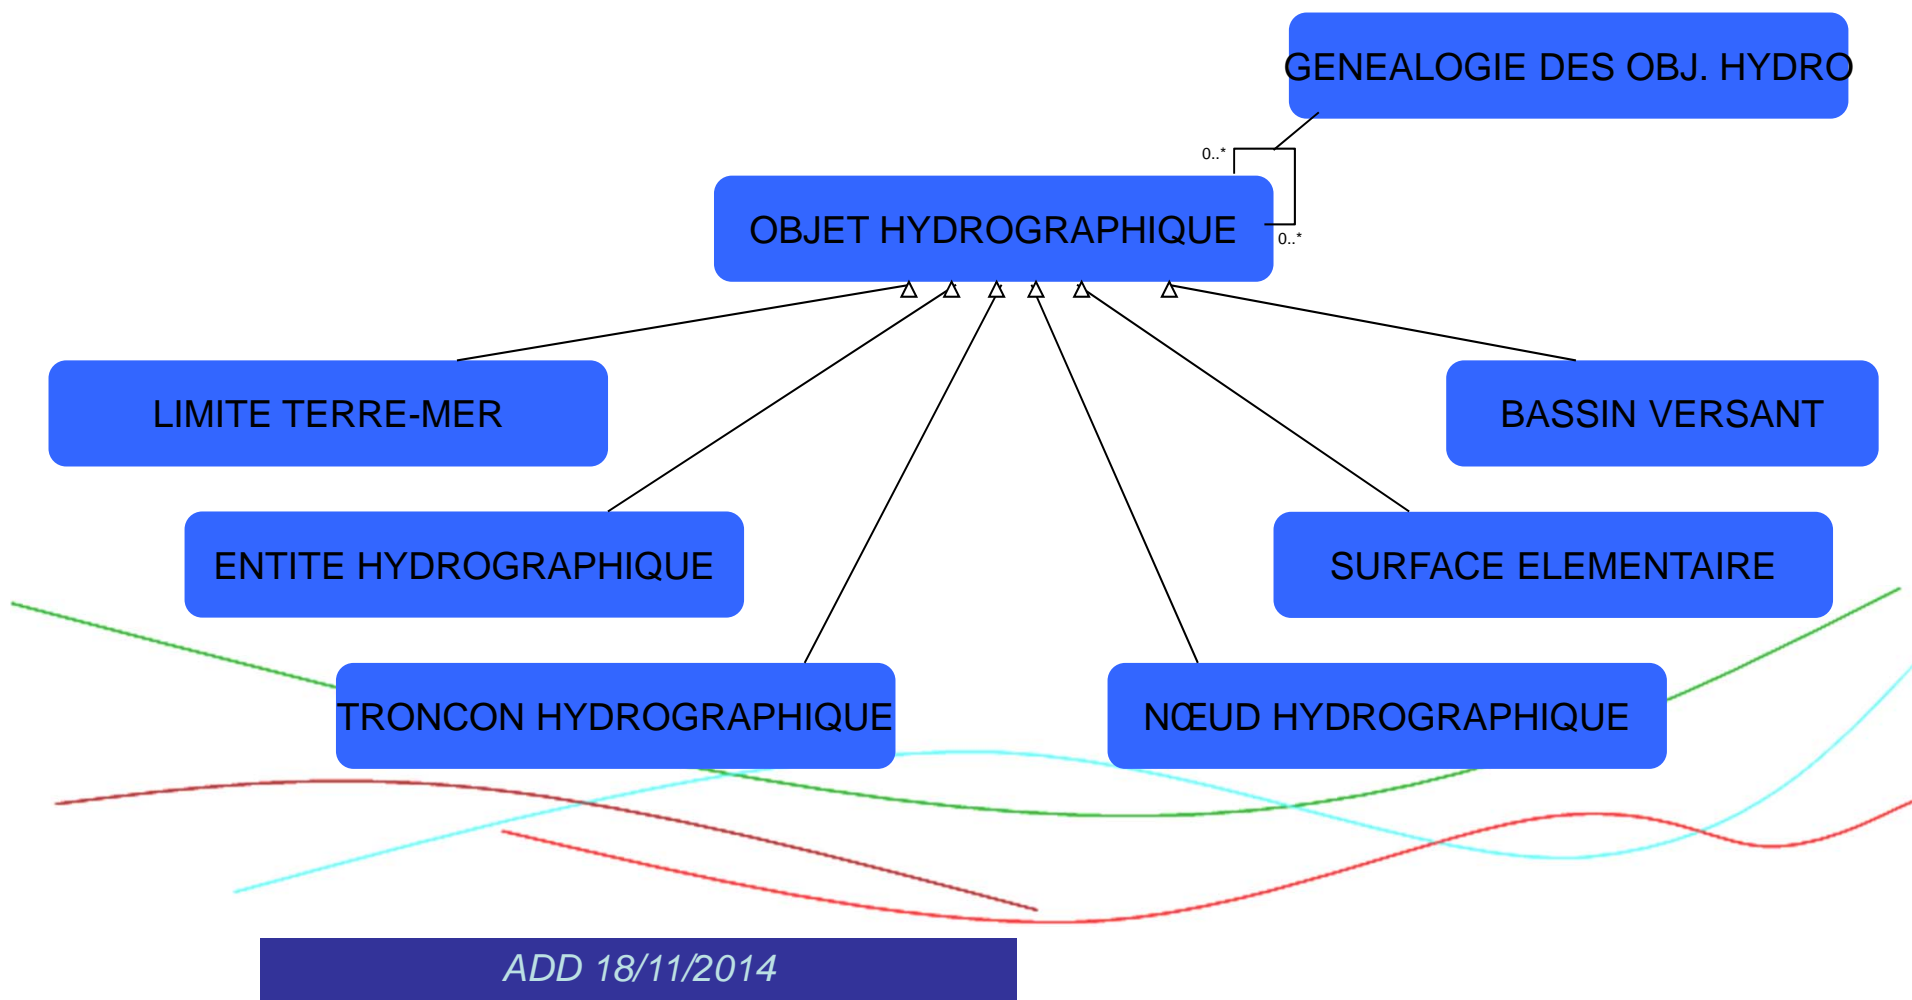 GENEALOGIE DES OBJ. HYDRO
0..*
OBJET HYDROGRAPHIQUE
0..*
LIMITE TERRE-MER
BASSIN VERSANT
ENTITE HYDROGRAPHIQUE
SURFACE ELEMENTAIRE
TRONCON HYDROGRAPHIQUE
NŒUD HYDROGRAPHIQUE
ADD 18/11/2014